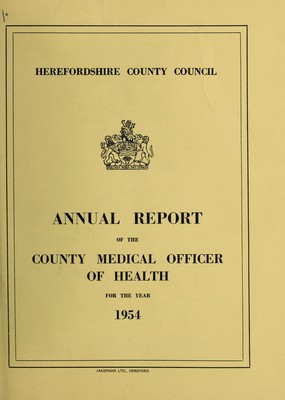 HEREFORDSHIRE COUNTY COUNCIL
ANNUAL REPORT
OF THE
COUNTY MEDICAL OFFICER
OF HEALTH
FOR THE YEAR
1954
JAKEMANS LTD., HEREFORD